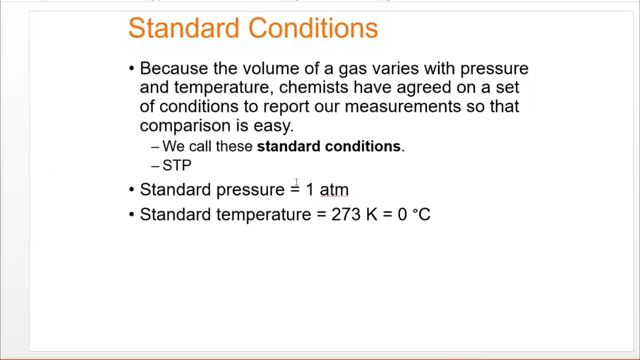 Standard Conditions
• Because the volume of a gas varies with pressure
and temperature, chemists have agreed on a set
of conditions to report our measurements so that
comparison is easy.
– We call these standard conditions.
– STP
• Standard pressure = 1 atm
• Standard temperature = 273 K = 0 °C